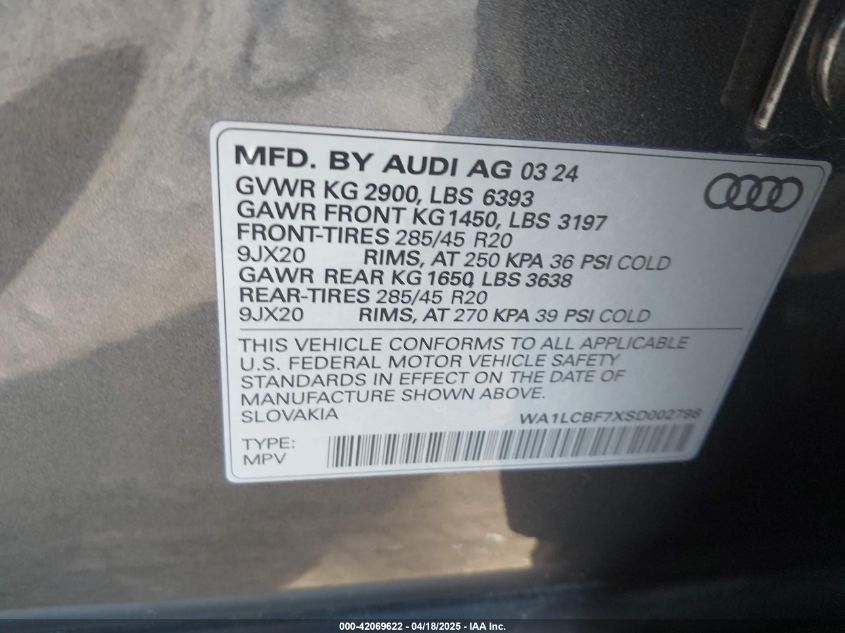 MFD. BY AUDI AG 03 24
GVWR KG 2900, LBS 6393
GAWR FRONT KG 1450, LBS 3197
FRONT-TIRES 285/45 R20
9JX20 RIMS, AT 250 KPA 36 PSI COLD
GAWR REAR KG 1650, LBS 3638
REAR-TIRES 285/45 R20
9JX20 RIMS, AT 270 KPA 39 PSI COLD
THIS VEHICLE CONFORMS TO ALL APPLICABLE
U.S. FEDERAL MOTOR VEHICLE SAFETY
STANDARDS IN EFFECT ON THE DATE OF
MANUFACTURE SHOWN ABOVE.
SLOVAKIA WA1LCBF7XSD002798
TYPE:
MPV
000-42069622 - 04/18/2025 - IAA Inc.